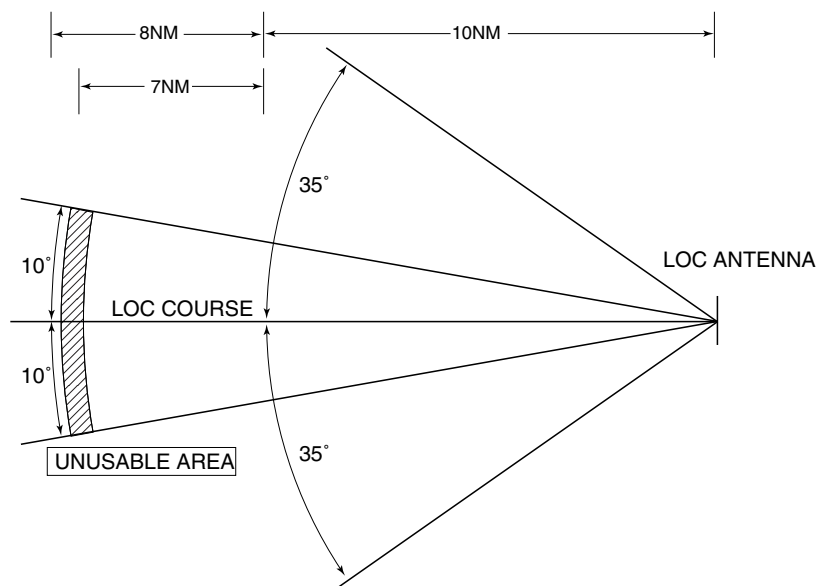 8NM
10NM
7NM
35°
LOC ANTENNA
10°
LOC COURSE
10°
UNUSABLE AREA
35°